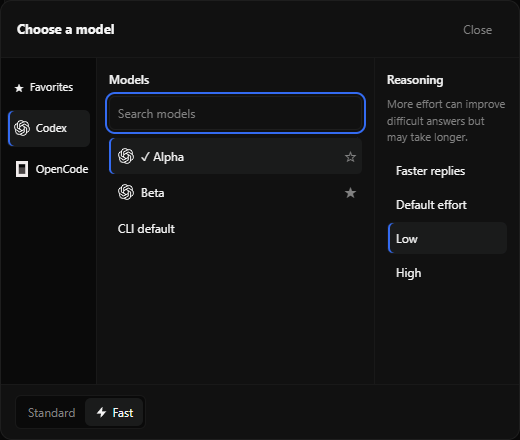 Choose a model
Close
★ Favorites
Codex
OpenCode
Models
Search models
✓ Alpha ☆
Beta ★
CLI default
Reasoning
More effort can improve
difficult answers but
may take longer.
Faster replies
Default effort
Low
High
Standard
Fast